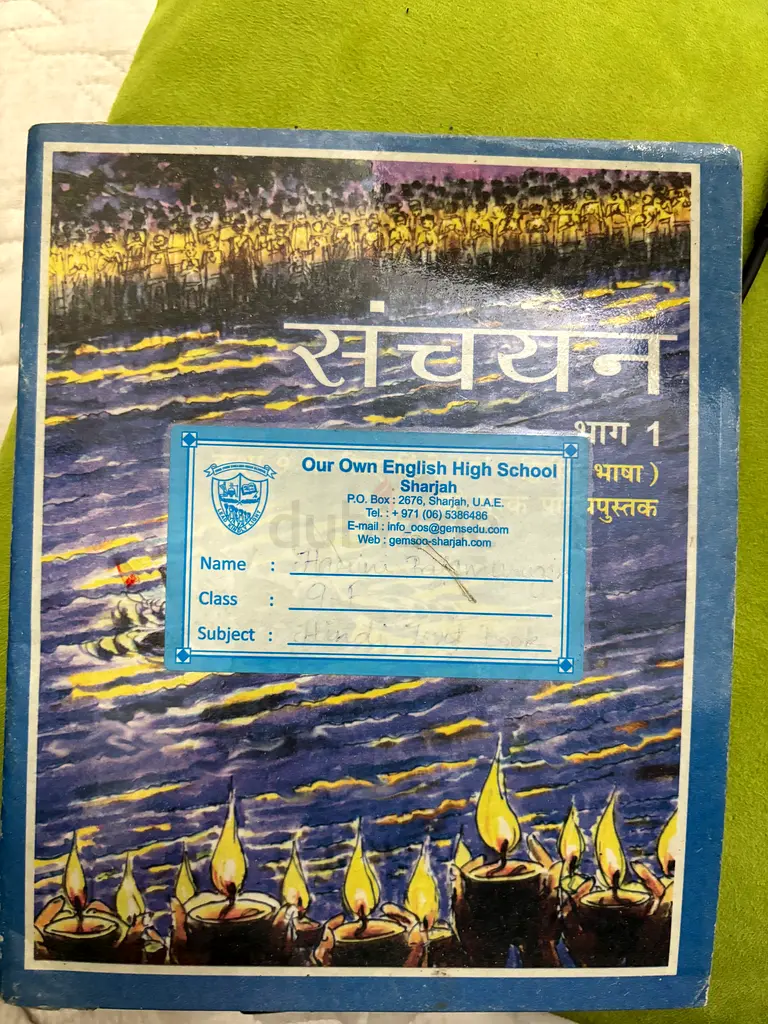 संचयन
भाग 1
भाषा )
पुस्तक
Our Own English High School
Sharjah
P.O. Box : 2676, Sharjah, U.A.E.
Tel. : + 971 (06) 5386486
E-mail : info_oos@gemsedu.com
Web : gemsoo-sharjah.com
Name :
Class :
Subject : Hindi Text book